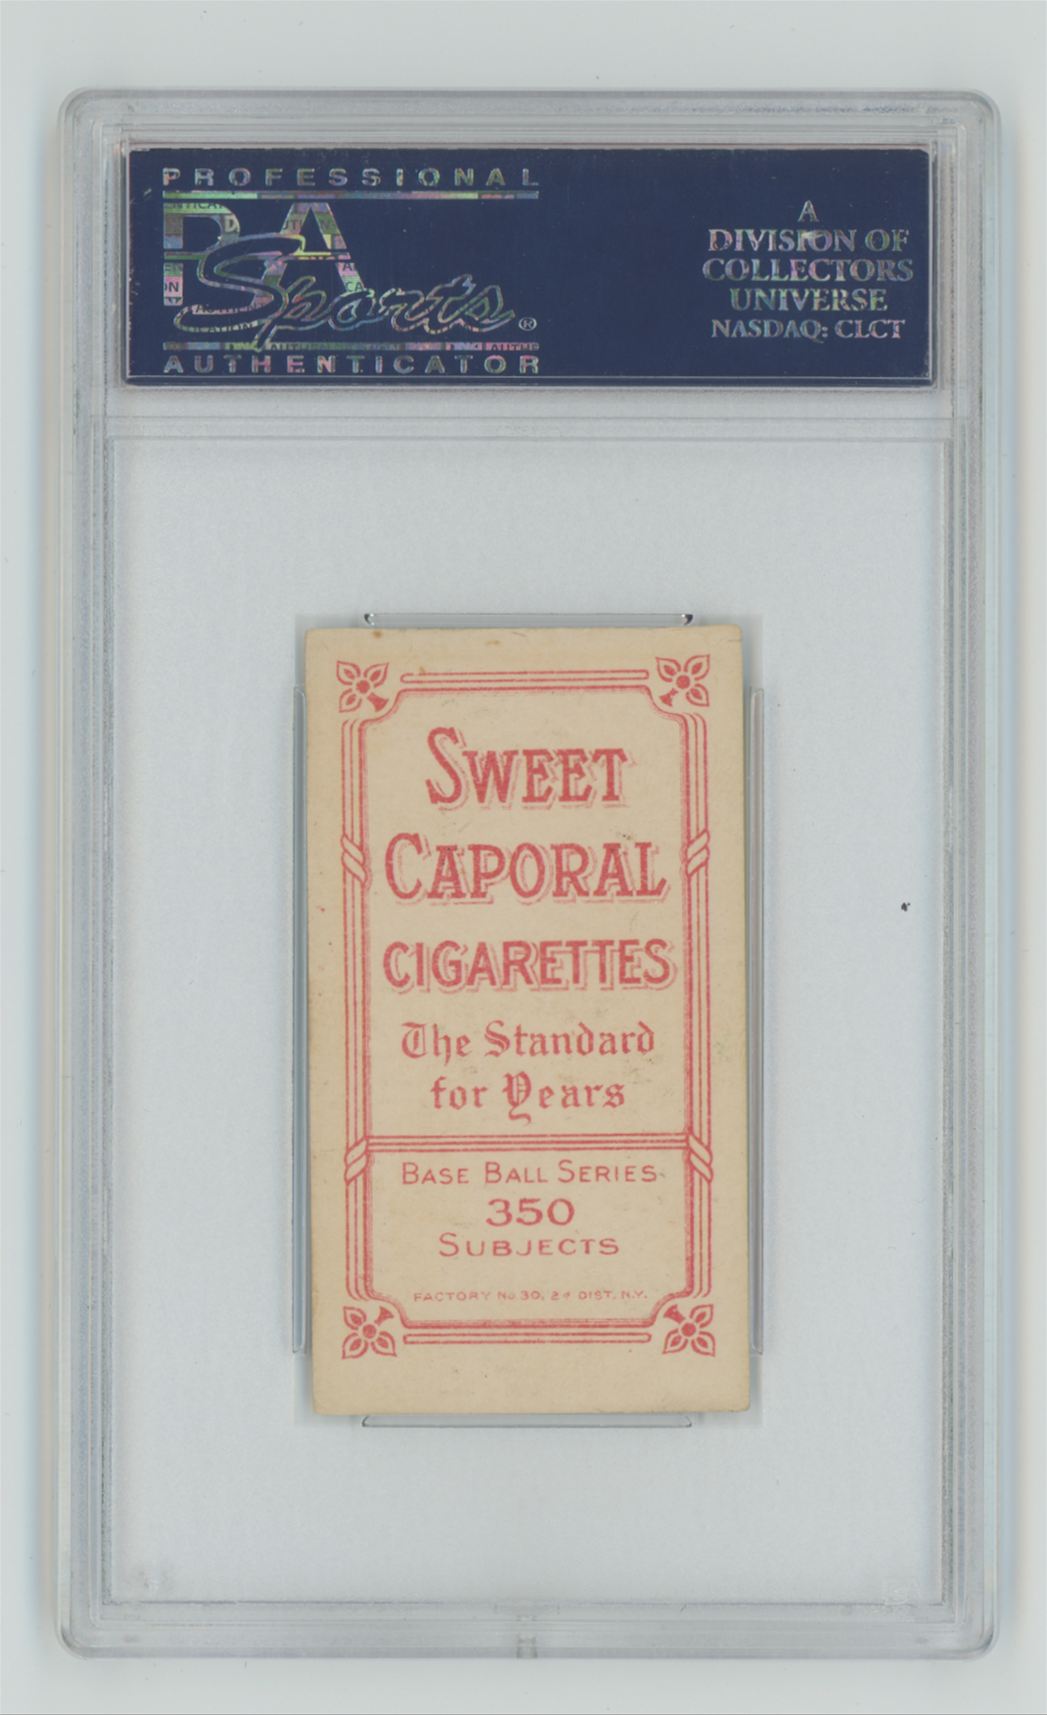 PROFESSIONAL
PSA
Sports®
AUTHENTICATOR
A
DIVISION OF
COLLECTORS
UNIVERSE
NASDAQ: CLCT
SWEET
CAPORAL
CIGARETTES
The Standard
for Years
BASE BALL SERIES
350
SUBJECTS
FACTORY No 30, 2d DIST. N.Y.